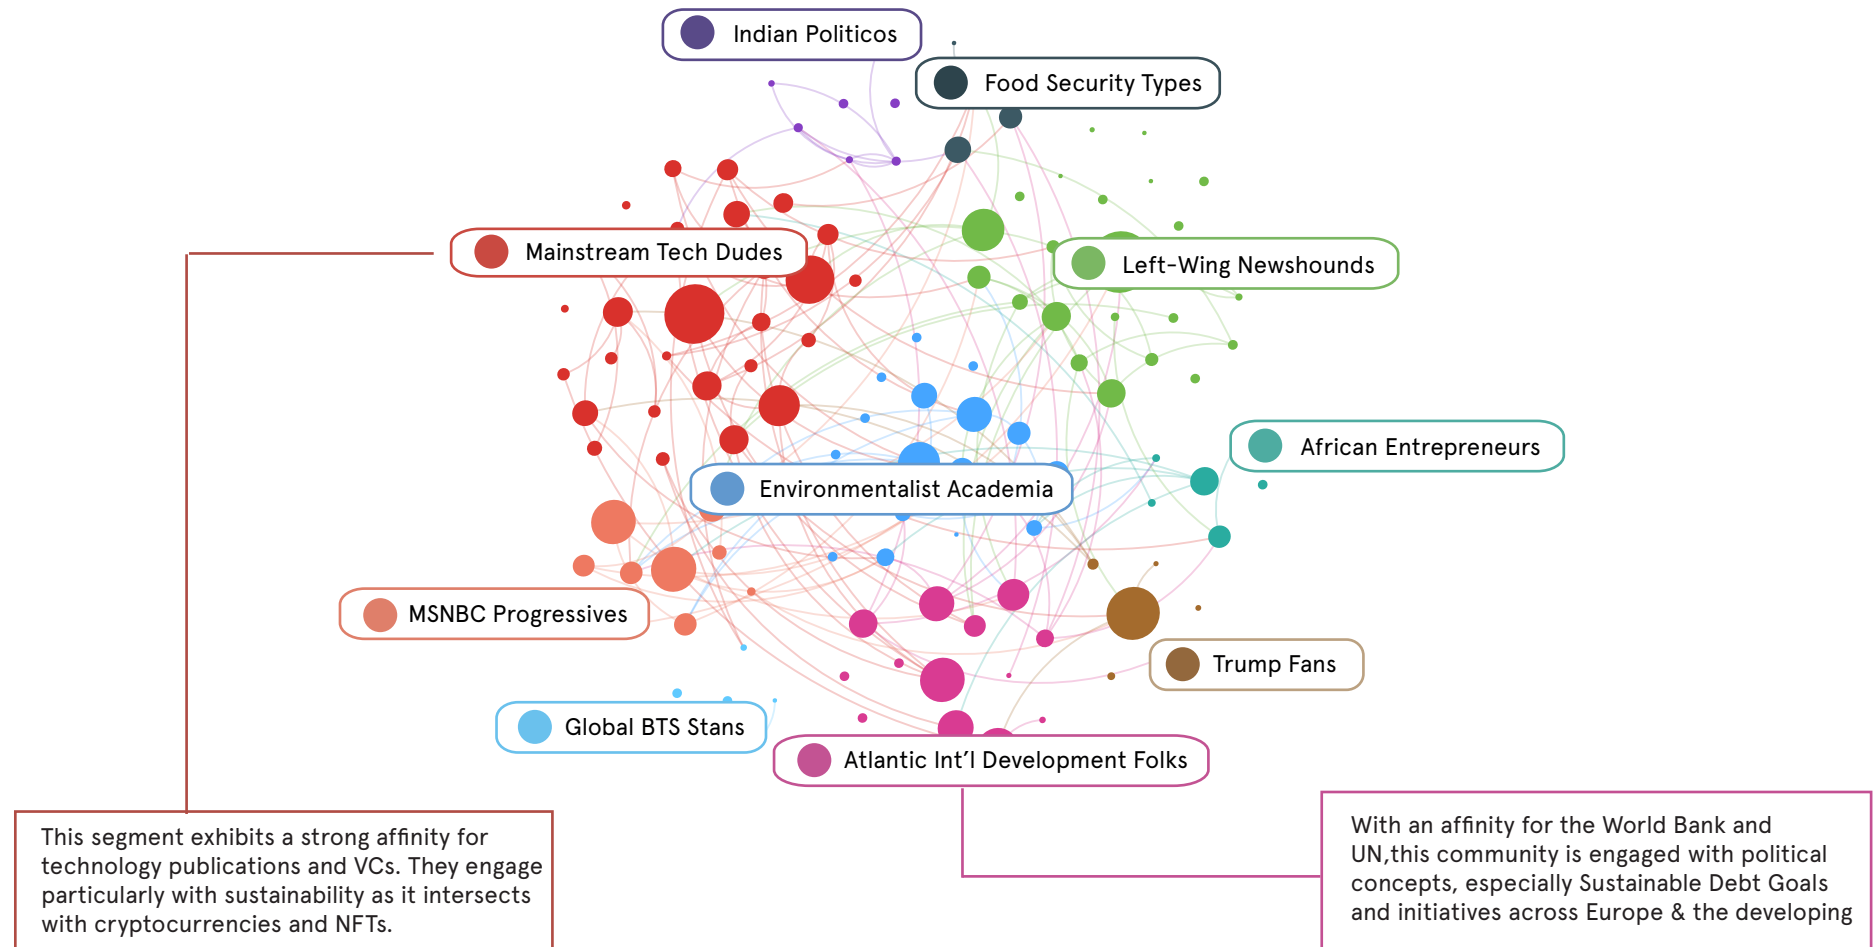 Indian Politicos
Food Security Types
Mainstream Tech Dudes
Left-Wing Newshounds
African Entrepreneurs
Environmentalist Academia
MSNBC Progressives
Trump Fans
Global BTS Stans
Atlantic Int’l Development Folks
This segment exhibits a strong affinity for
technology publications and VCs. They engage
particularly with sustainability as it intersects
with cryptocurrencies and NFTs.
With an affinity for the World Bank and
UN,this community is engaged with political
concepts, especially Sustainable Debt Goals
and initiatives across Europe & the developing